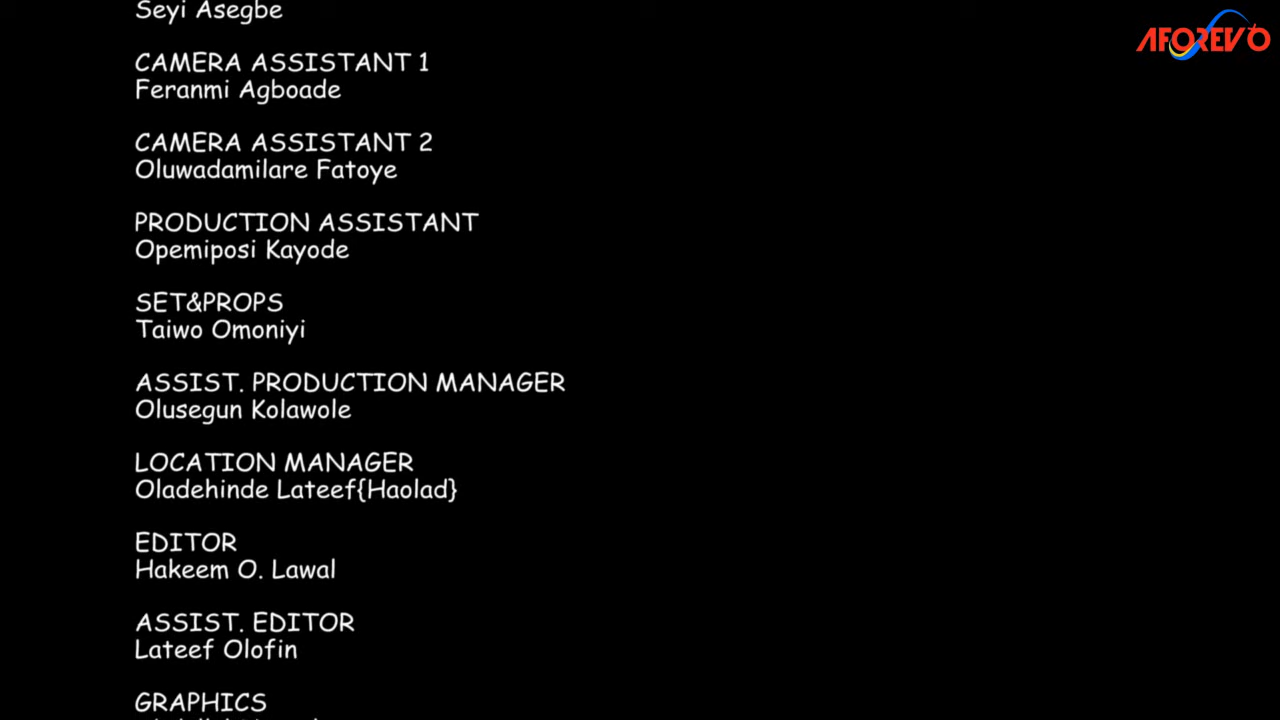 Seyi Asegbe
AFOREVO
CAMERA ASSISTANT 1
Feranmi Agboade
CAMERA ASSISTANT 2
Oluwadamilare Fatoye
PRODUCTION ASSISTANT
Opemiposi Kayode
SET&PROPS
Taiwo Omoniyi
ASSIST. PRODUCTION MANAGER
Olusegun Kolawole
LOCATION MANAGER
Oladehinde Lateef{Haolad}
EDITOR
Hakeem O. Lawal
ASSIST. EDITOR
Lateef Olofin
GRAPHICS